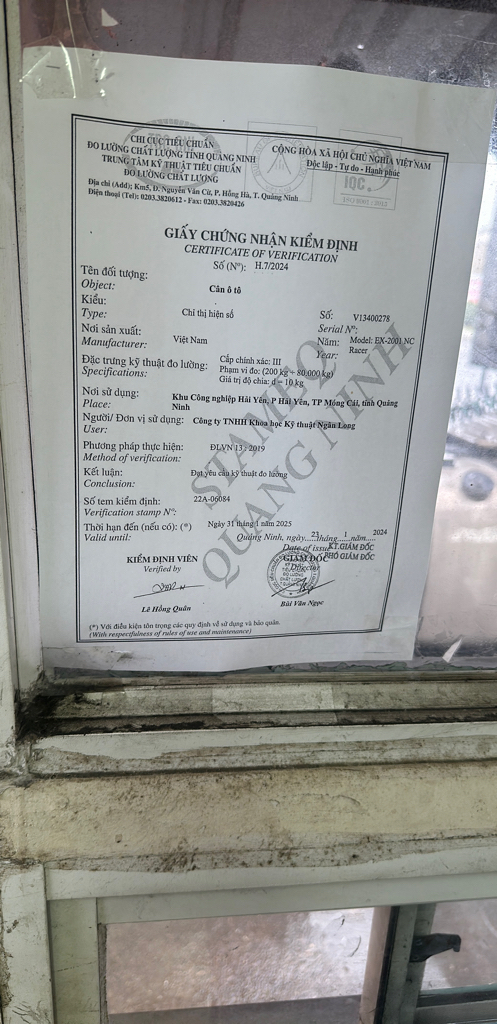 CHI CỤC TIÊU CHUẨN
ĐO LƯỜNG CHẤT LƯỢNG TỈNH QUẢNG NINH
TRUNG TÂM KỸ THUẬT TIÊU CHUẨN
ĐO LƯỜNG CHẤT LƯỢNG
Địa chỉ (Add); Km5, Đ. Nguyễn Văn Cừ, P. Hồng Hà, T. Quảng Ninh
Điện thoại (Tel): 0203.3820612 - Fax: 0203.3820426
CỘNG HÒA XÃ HỘI CHỦ NGHĨA VIỆT NAM
Độc lập - Tự do - Hạnh phúc
IQC.
GIẤY CHỨNG NHẬN KIỂM ĐỊNH
CERTIFICATE OF VERIFICATION
Số (Nº): H.7/2024
Tên đối tượng:
Object: Cân ô tô
Kiểu:
Type: Chỉ thị hiện số
Số: V13400278
Serial Nº:
Nơi sản xuất:
Manufacturer: Việt Nam
Năm: Model: EX-2001 NC
Year: Racer
Đặc trưng kỹ thuật đo lường: Cấp chính xác: III
Specifications: Phạm vi đo: (200 kg ÷ 80.000 kg)
Giá trị độ chia: d = 10 kg
Nơi sử dụng: Khu Công nghiệp Hải Yên, P Hải Yên, TP Móng Cái, tỉnh Quảng
Place: Ninh
Người/ Đơn vị sử dụng: Công ty TNHH Khoa học Kỹ thuật Ngân Long
User:
Phương pháp thực hiện: ĐLVN 13 : 2019
Method of verification:
Kết luận: Đạt yêu cầu kỹ thuật đo lường
Conclusion:
Số tem kiểm định: 22A-06084
Verification stamp Nº:
Thời hạn đến (nếu có): (*) Ngày 31 tháng 1 năm 2025
Valid until:
Quảng Ninh, ngày 23 tháng 1 năm 2024
Date of issue
KIỂM ĐỊNH VIÊN
Verified by
KT.GIÁM ĐỐC
GIÁM ĐỐC
PHÓ GIÁM ĐỐC
Director
Lê Hồng Quân
Bùi Văn Ngọc
(*) Với điều kiện tôn trọng các quy định về sử dụng và bảo quản.
(With respectfulness of rules of use and maintenance)
STAMEQ
QUANG NINH